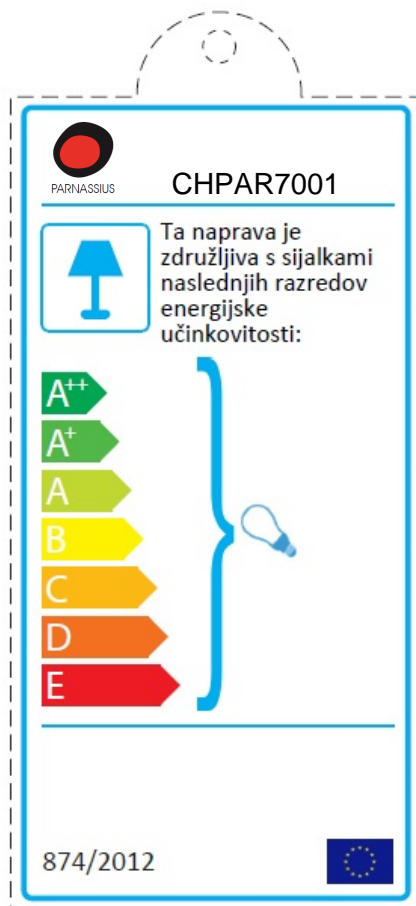 PARNASSIUS
CHPAR7001
Ta naprava je
združljiva s sijalkami
naslednjih razredov
energijske
učinkovitosti:
A++
A+
A
B
C
D
E
874/2012